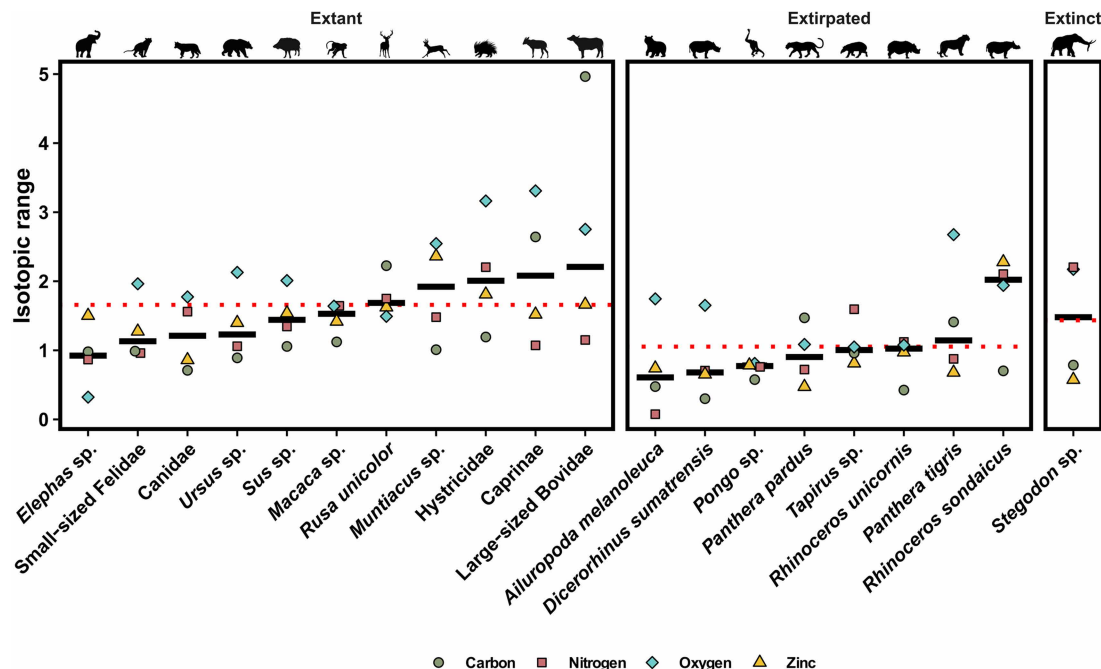 Extant
Extirpated
Extinct
Isotopic range
5
4
3
2
1
0
Elephas sp.
Small-sized Felidae
Canidae
Ursus sp.
Sus sp.
Macaca sp.
Rusa unicolor
Muntiacus sp.
Hystricidae
Caprinae
Large-sized Bovidae
Ailuropoda melanoleuca
Dicerorhinus sumatrensis
Pongo sp.
Panthera pardus
Tapirus sp.
Rhinoceros unicornis
Panthera tigris
Rhinoceros sondaicus
Stegodon sp.
Carbon Nitrogen Oxygen Zinc